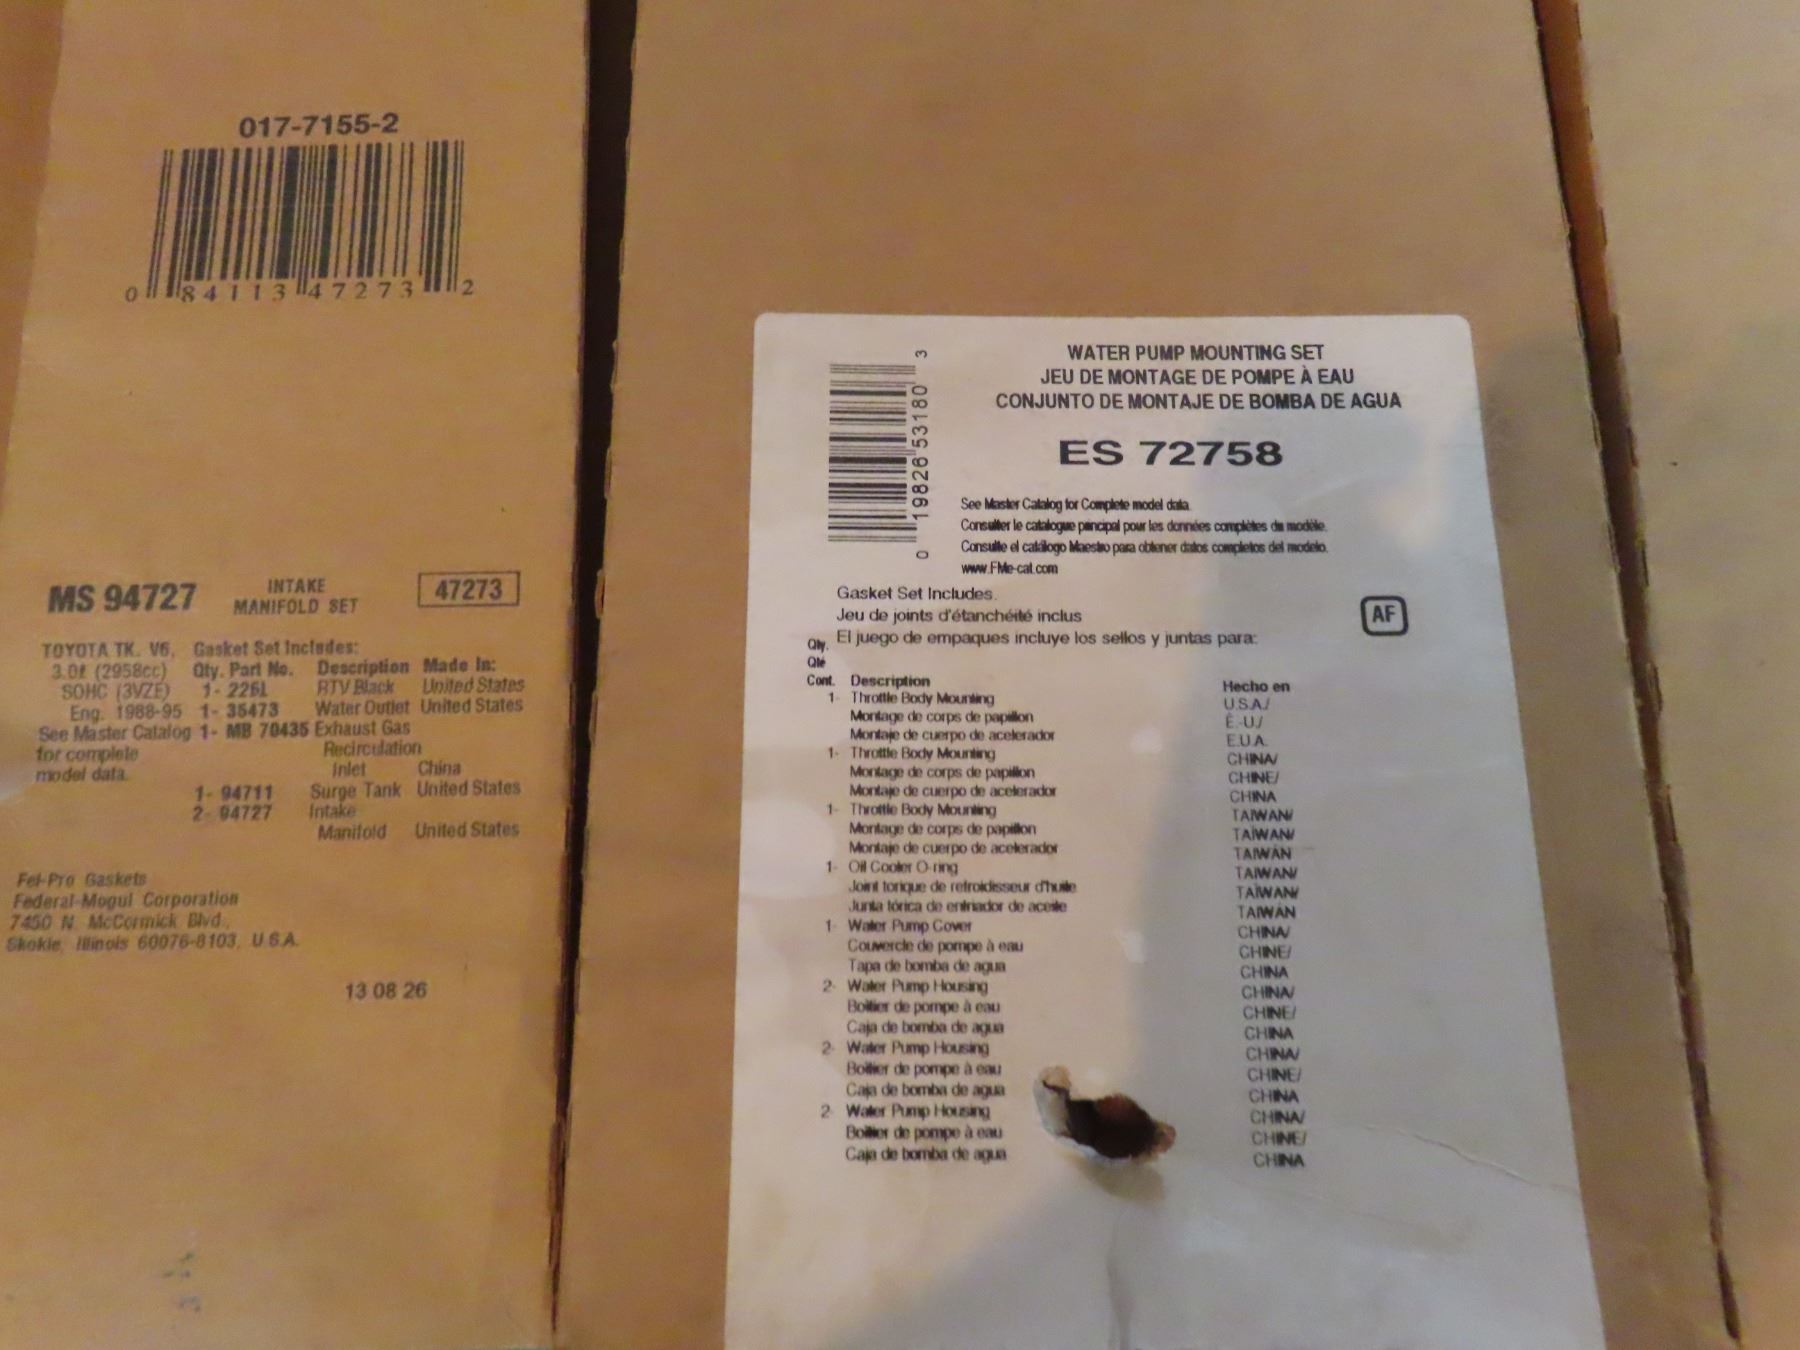 017-7155-2
0 84113 47273 2
MS 94727
INTAKE
MANIFOLD SET
47273
TOYOTA TK. V6, Gasket Set Includes:
3.0ℓ (2958cc) Qty. Part No. Description Made In:
SOHC (3VZE) 1- 226L RTV Black United States
Eng. 1988-95 1- 35473 Water Outlet United States
See Master Catalog 1- MB 70435 Exhaust Gas
for complete Recirculation
model data. Inlet China
1- 94711 Surge Tank United States
2- 94727 Intake
Manifold United States
Fel-Pro Gaskets
Federal-Mogul Corporation
7450 N. McCormick Blvd.,
Skokie, Illinois 60076-8103, U.S.A.
13 08 26
0 19826 53180 3
WATER PUMP MOUNTING SET
JEU DE MONTAGE DE POMPE À EAU
CONJUNTO DE MONTAJE DE BOMBA DE AGUA
ES 72758
See Master Catalog for Complete model data.
Consulter le catalogue principal pour les données complètes du modèle.
Consulte el catálogo Maestro para obtener datos completos del modelo.
www.FMe-cat.com
Gasket Set Includes.
Jeu de joints d'étanchéité inclus
El juego de empaques incluye los sellos y juntas para:
AF
Qty.
Qté
Cont. Description Hecho en
1- Throttle Body Mounting U.S.A./
Montage de corps de papillon É.-U./
Montaje de cuerpo de acelerador E.U.A.
1- Throttle Body Mounting CHINA/
Montage de corps de papillon CHINE/
Montaje de cuerpo de acelerador CHINA
1- Throttle Body Mounting TAIWAN/
Montage de corps de papillon TAÏWAN/
Montaje de cuerpo de acelerador TAIWÁN
1- Oil Cooler O-ring TAIWAN/
Joint torique de refroidisseur d'huile TAÏWAN/
Junta tórica de enfriador de aceite TAIWÁN
1- Water Pump Cover CHINA/
Couvercle de pompe à eau CHINE/
Tapa de bomba de agua CHINA
2- Water Pump Housing CHINA/
Boîtier de pompe à eau CHINE/
Caja de bomba de agua CHINA
2- Water Pump Housing CHINA/
Boîtier de pompe à eau CHINE/
Caja de bomba de agua CHINA
2- Water Pump Housing CHINA/
Boîtier de pompe à eau CHINE/
Caja de bomba de agua CHINA